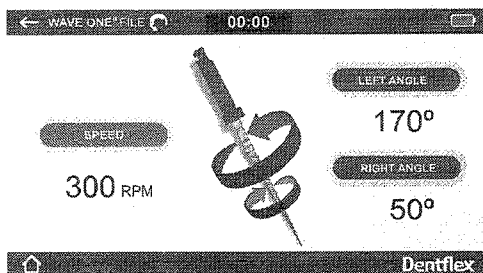 WAVE ONE® FILE
00:00
LEFT ANGLE
170º
SPEED
300 RPM
RIGHT ANGLE
50º
Dentflex